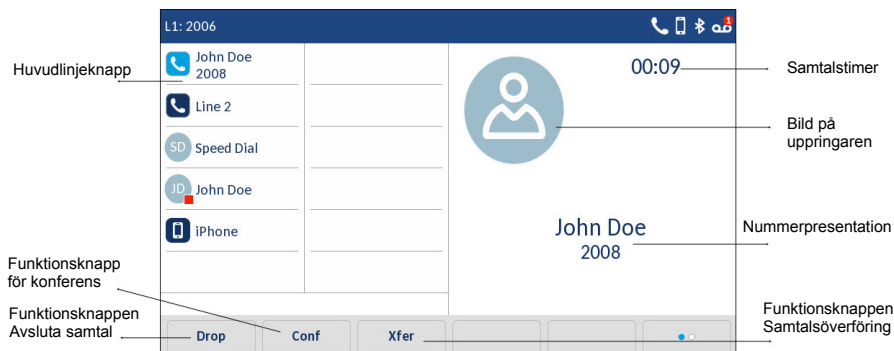 L1: 2006
1
Huvudlinjeknapp
John Doe
2008
Line 2
SD Speed Dial
JD John Doe
iPhone
00:09
Samtalstimer
Bild på
uppringaren
John Doe
2008
Nummerpresentation
Funktionsknapp
för konferens
Funktionsknappen
Avsluta samtal
Drop
Conf
Xfer
Funktionsknappen
Samtalsöverföring